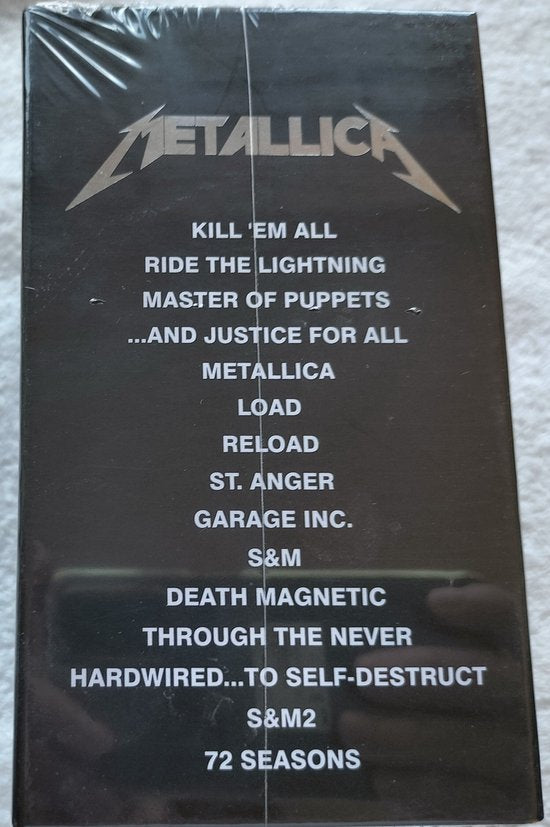 METALLICA
KILL 'EM ALL
RIDE THE LIGHTNING
MASTER OF PUPPETS
...AND JUSTICE FOR ALL
METALLICA
LOAD
RELOAD
ST. ANGER
GARAGE INC.
S&M
DEATH MAGNETIC
THROUGH THE NEVER
HARDWIRED...TO SELF-DESTRUCT
S&M2
72 SEASONS